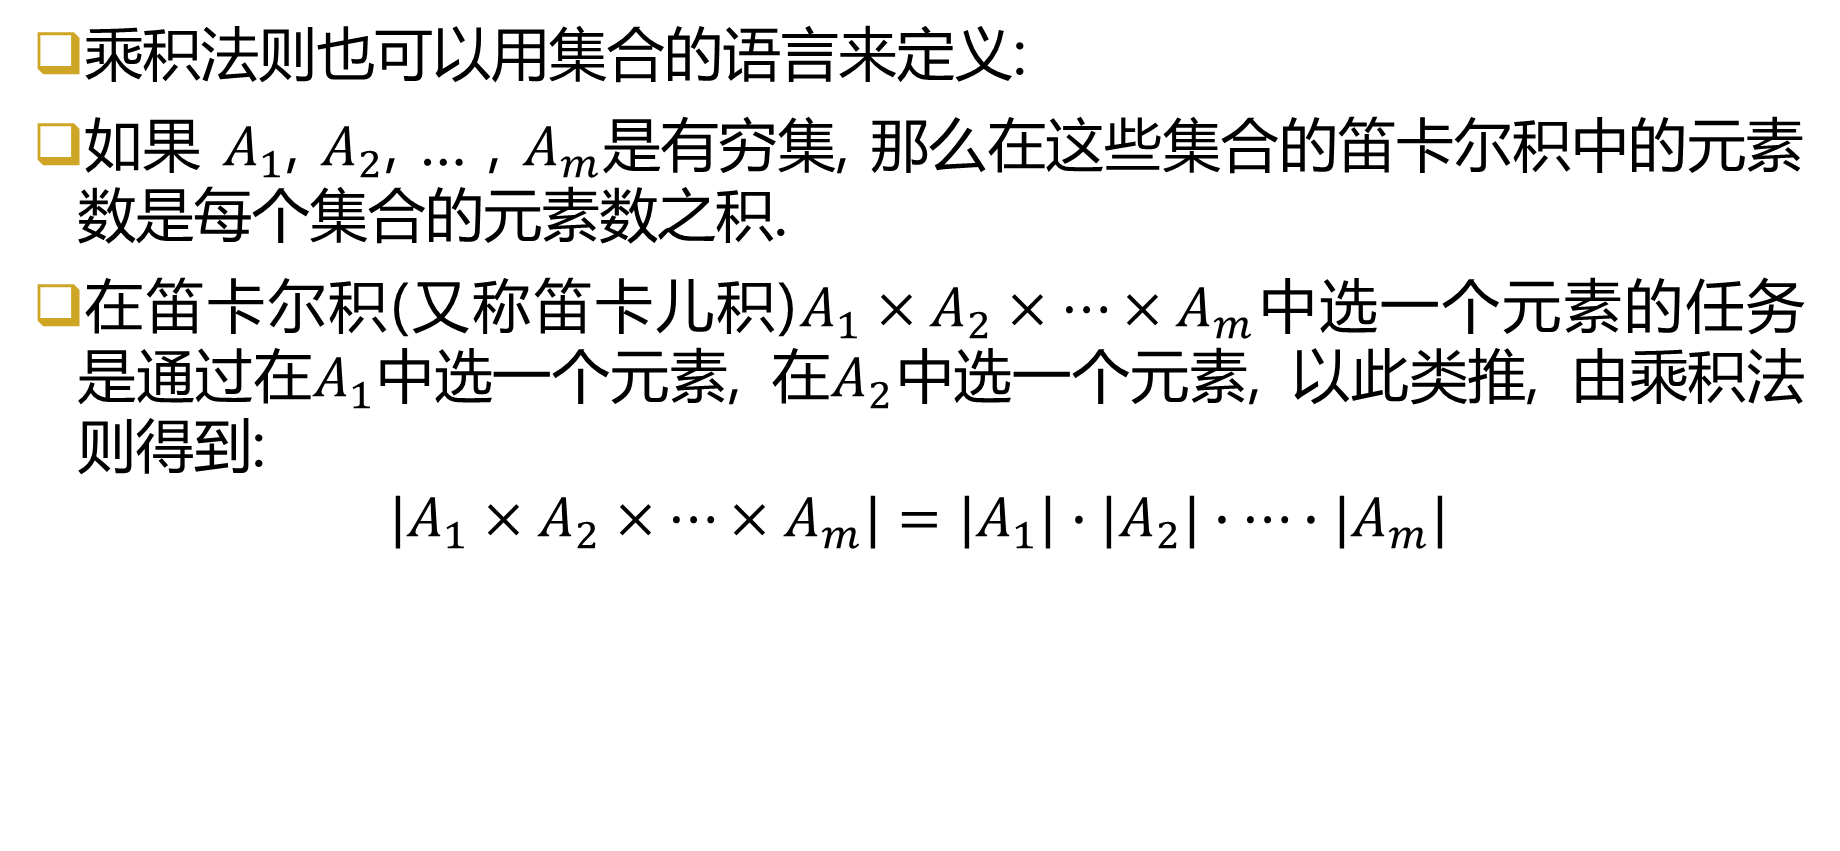 ❑乘积法则也可以用集合的语言来定义:
❑如果 A₁, A₂, … , Aₘ是有穷集, 那么在这些集合的笛卡尔积中的元素
数是每个集合的元素数之积.
❑在笛卡尔积(又称笛卡儿积)A₁ × A₂ × ⋯ × Aₘ中选一个元素的任务
是通过在A₁中选一个元素, 在A₂中选一个元素, 以此类推, 由乘积法
则得到:
|A₁ × A₂ × ⋯ × Aₘ| = |A₁| · |A₂| · ⋯ · |Aₘ|